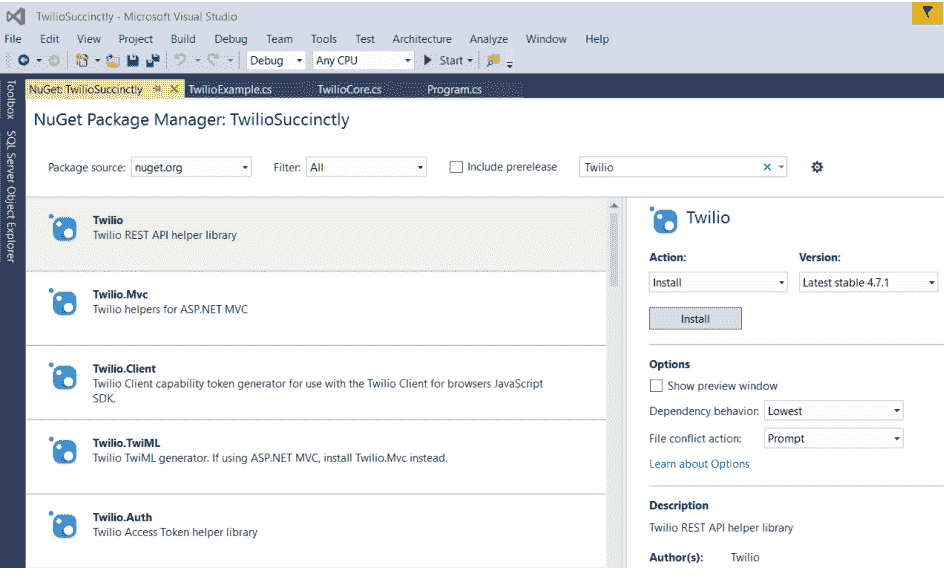 TwilioSuccinctly - Microsoft Visual Studio
File Edit View Project Build Debug Team Tools Test Architecture Analyze Window Help
Debug Any CPU Start
NuGet: TwilioSuccinctly TwilioExample.cs TwilioCore.cs Program.cs
Toolbox
SQL Server Object Explorer
NuGet Package Manager: TwilioSuccinctly
Package source: nuget.org Filter: All Include prerelease Twilio
Twilio
Twilio REST API helper library
Twilio.Mvc
Twilio helpers for ASP.NET MVC
Twilio.Client
Twilio Client capability token generator for use with the Twilio Client for browsers JavaScript
SDK.
Twilio.TwiML
Twilio TwiML generator. If using ASP.NET MVC, install Twilio.Mvc instead.
Twilio.Auth
Twilio Access Token helper library
Twilio
Action: Version:
Install Latest stable 4.7.1
Install
Options
Show preview window
Dependency behavior: Lowest
File conflict action: Prompt
Learn about Options
Description
Twilio REST API helper library
Author(s): Twilio